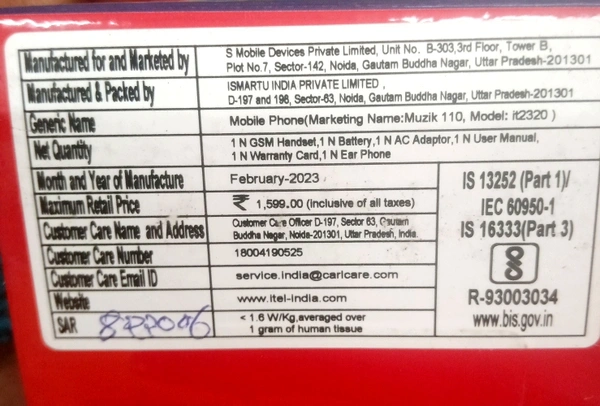 Manufactured for and Marketed by
S Mobile Devices Private Limited, Unit No. B-303,3rd Floor, Tower B,
Plot No.7, Sector-142, Noida, Gautam Buddha Nagar, Uttar Pradesh-201301
Manufactured & Packed by
ISMARTU INDIA PRIVATE LIMITED ,
D-197 and 198, Sector-63, Noida, Gautam Buddha Nagar, Uttar Pradesh-201301
Generic Name
Mobile Phone(Marketing Name:Muzik 110, Model: it2320 )
Net Quantity
1 N GSM Handset,1 N Battery,1 N AC Adaptor,1 N User Manual,
1 N Warranty Card,1 N Ear Phone
Month and Year of Manufacture
February-2023
Maximum Retail Price
₹ 1,599.00 (inclusive of all taxes)
Customer Care Name and Address
Customer Care Officer D-197, Sector 63, Gautam
Buddha Nagar, Noida-201301, Uttar Pradesh, India.
Customer Care Number
18004190525
Customer Care Email ID
service.india@carlcare.com
Website
www.itel-india.com
SAR
< 1.6 W/Kg,averaged over
1 gram of human tissue
IS 13252 (Part 1)/
IEC 60950-1
IS 16333(Part 3)
R-93003034
www.bis.gov.in